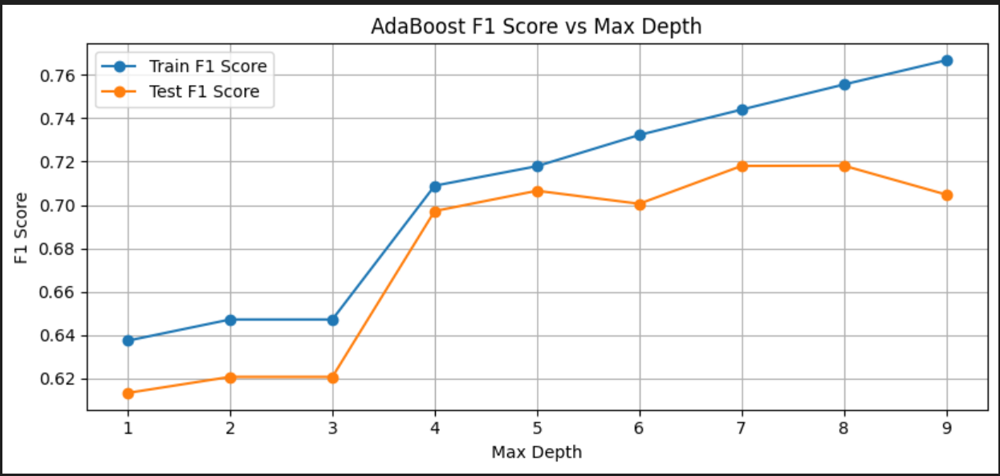 AdaBoost F1 Score vs Max Depth
Train F1 Score
Test F1 Score
F1 Score
0.76
0.74
0.72
0.70
0.68
0.66
0.64
0.62
1 2 3 4 5 6 7 8 9
Max Depth